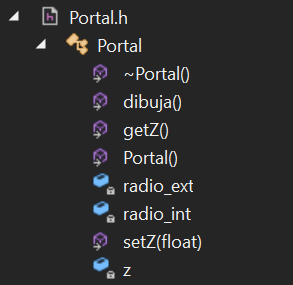 Portal.h
Portal
~Portal()
dibuja()
getZ()
Portal()
radio_ext
radio_int
setZ(float)
z